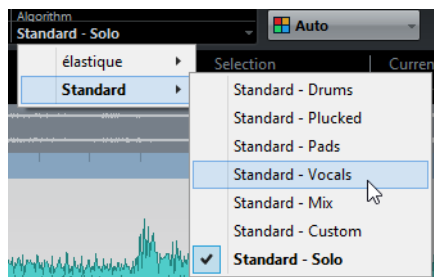 Algorithm
Standard - Solo
Auto
élastique
Standard
Selection
Curren
Standard - Drums
Standard - Plucked
Standard - Pads
Standard - Vocals
Standard - Mix
Standard - Custom
Standard - Solo